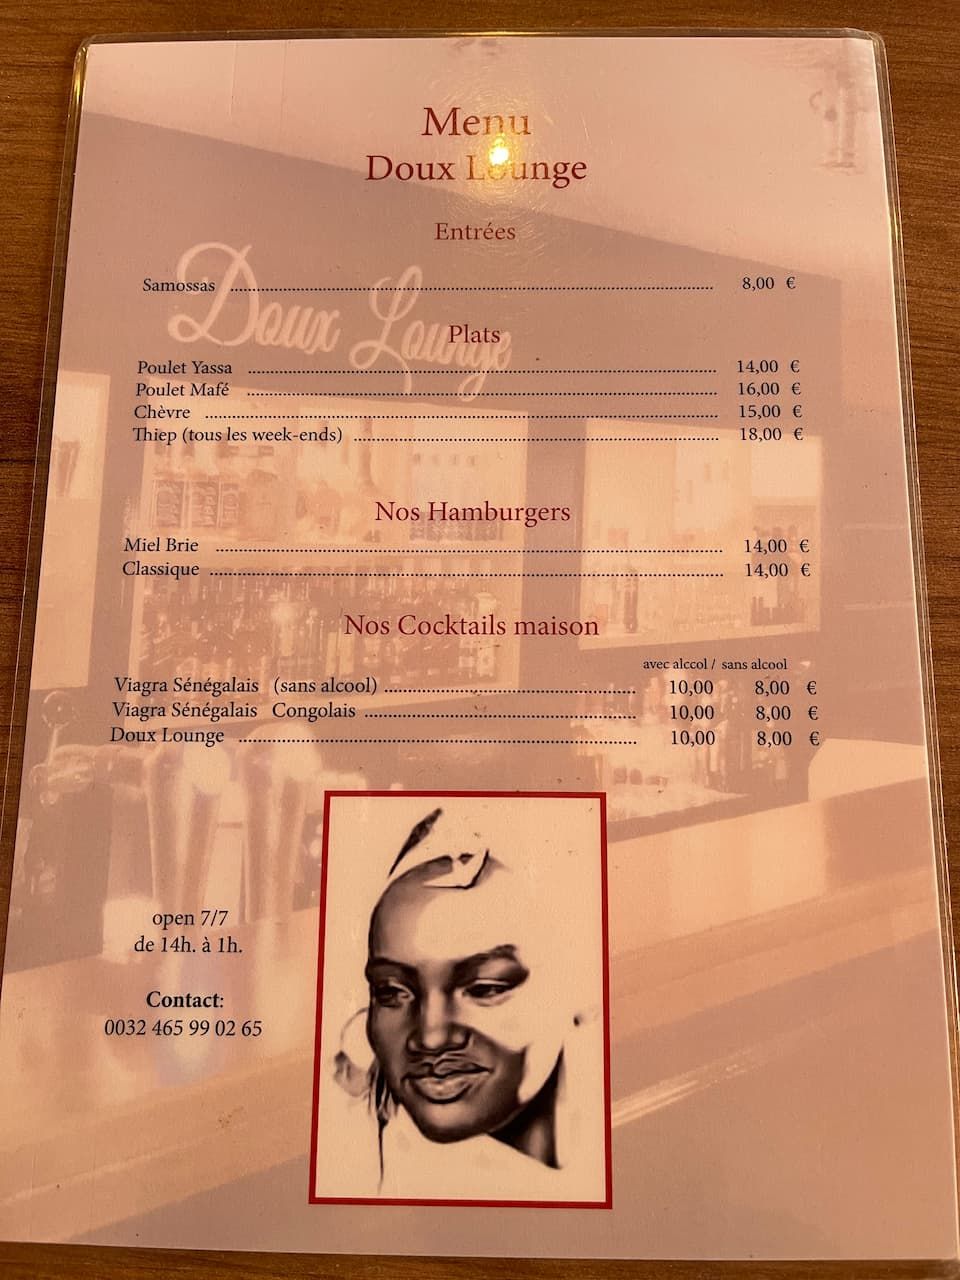 Menu
Doux Lounge
Entrées
Doux Lounge
Samossas ........ 8,00 €
Plats
Poulet Yassa ........ 14,00 €
Poulet Mafé ........ 16,00 €
Chèvre ........ 15,00 €
Thiep (tous les week-ends) ........ 18,00 €
Nos Hamburgers
Miel Brie ........ 14,00 €
Classique ........ 14,00 €
Nos Cocktails maison
avec alccol / sans alcool
Viagra Sénégalais (sans alcool) ........ 10,00 8,00 €
Viagra Sénégalais Congolais ........ 10,00 8,00 €
Doux Lounge ........ 10,00 8,00 €
open 7/7
de 14h. à 1h.
Contact:
0032 465 99 02 65